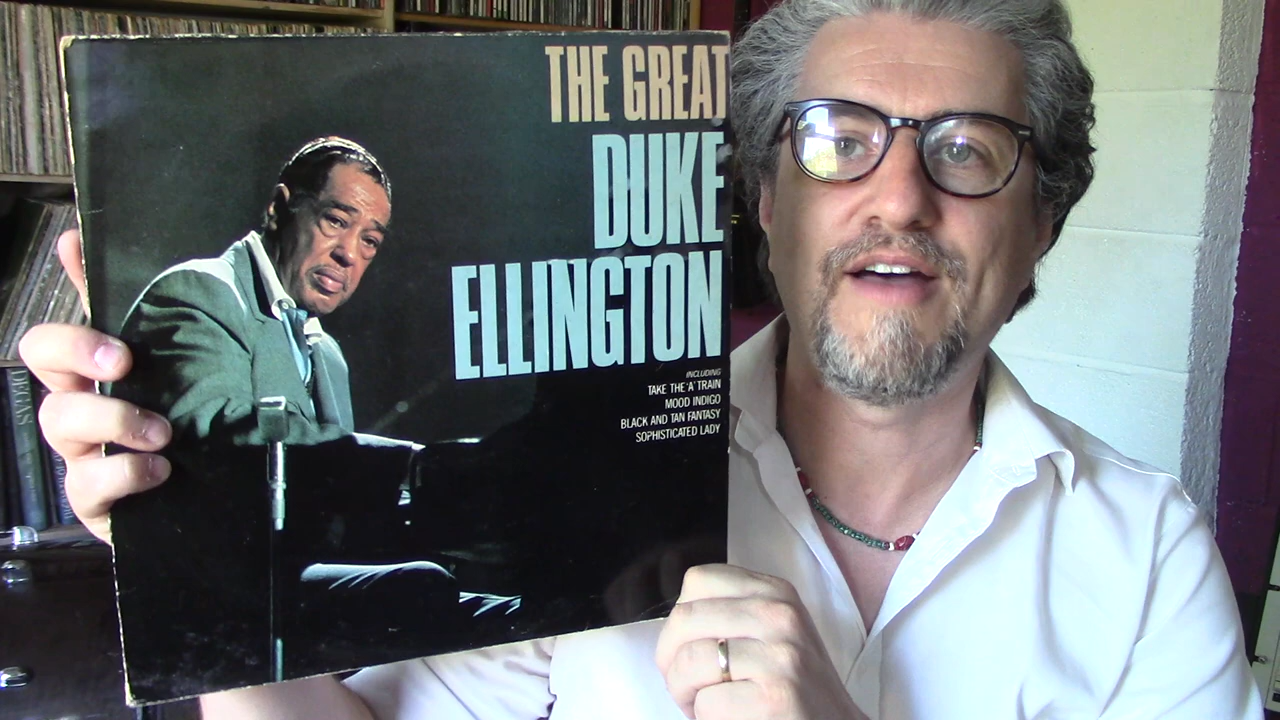 THE GREAT
DUKE
ELLINGTON
INCLUDING
TAKE THE 'A' TRAIN
MOOD INDIGO
BLACK AND TAN FANTASY
SOPHISTICATED LADY
DEGAS